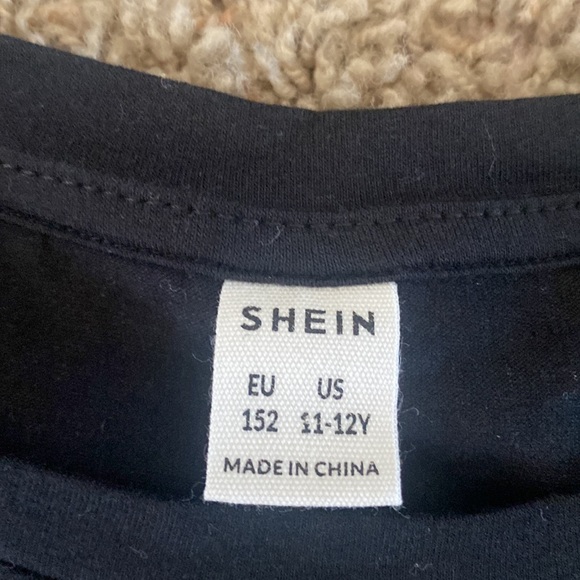 SHEIN
EU US
152 11-12Y
MADE IN CHINA